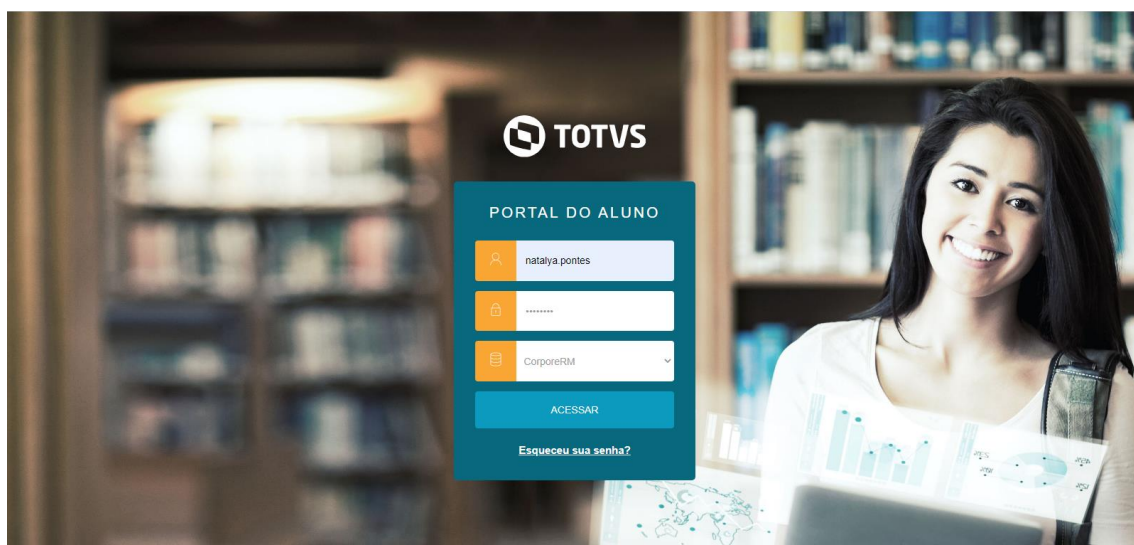 TOTVS
PORTAL DO ALUNO
natalya.pontes
••••••••
CorporeRM
ACESSAR
Esqueceu sua senha?